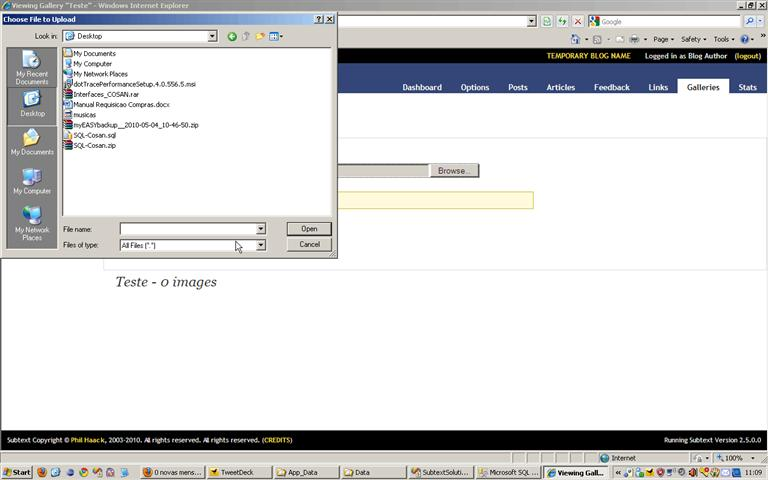 Viewing Gallery "Teste" - Windows Internet Explorer
Choose File to Upload
Look in:
Desktop
My Recent Documents
Desktop
My Documents
My Computer
My Network Places
My Documents
My Computer
My Network Places
dotTracePerformanceSetup.4.0.556.5.msi
Interfaces_COSAN.rar
Manual Requisicao Compras.docx
musicas
myEASYbackup__2010-05-04_10-46-50.zip
SQL-Cosan.sql
SQL-Cosan.zip
File name:
Open
Files of type:
All Files (*.*)
Cancel
Google
Page
Safety
Tools
TEMPORARY BLOG NAME
Logged in as Blog Author (logout)
Dashboard
Options
Posts
Articles
Feedback
Links
Galleries
Stats
Browse...
Teste - 0 images
Subtext Copyright © Phil Haack, 2003-2010. All rights reserved. All rights reserved. (CREDITS)
Running Subtext Version 2.5.0.0
Internet
100%
Start
0 novas mens...
TweetDeck
App_Data
Data
SubtextSoluti...
Microsoft SQL ...
Viewing Gall...
11:09